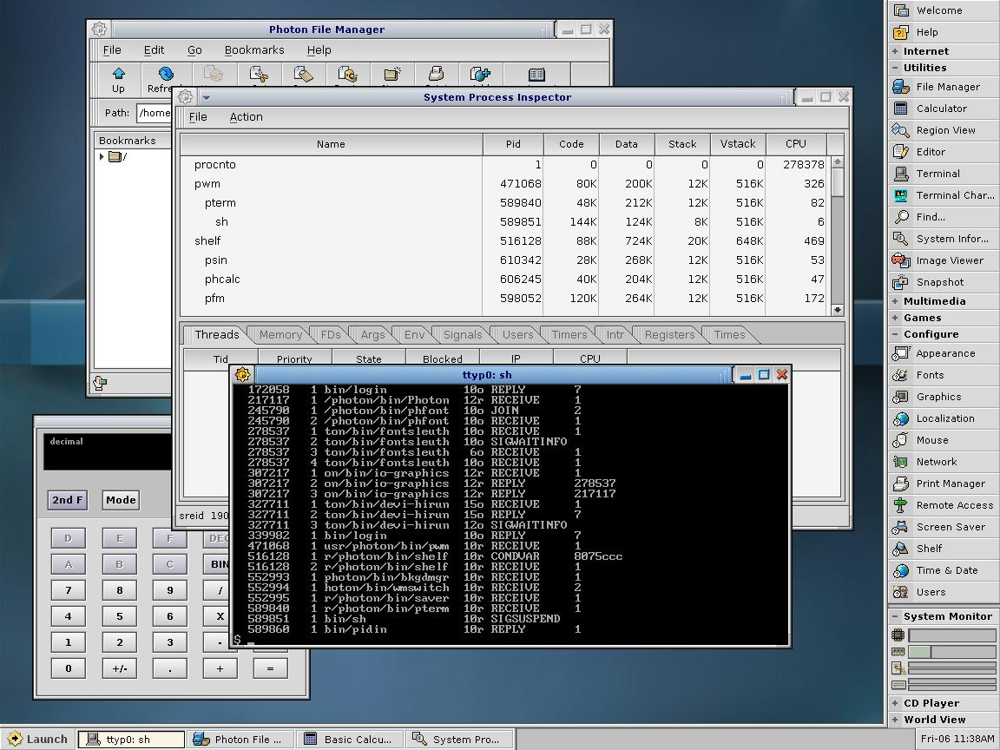 Photon File Manager
File Edit Go Bookmarks Help
Up
Path: /home
Bookmarks
/
System Process Inspector
File Action
Name Pid Code Data Stack Vstack CPU
procnto 1 0 0 0 0 278378
pwm 471068 80K 200K 12K 516K 326
pterm 589840 48K 212K 12K 516K 82
sh 589851 144K 124K 8K 516K 6
shelf 516128 88K 724K 20K 648K 469
psin 610342 28K 268K 12K 516K 53
phcalc 606245 40K 204K 12K 516K 47
pfm 598052 120K 264K 12K 516K 172
Threads Memory FDs Args Env Signals Users Timers Intr Registers Times
Tid Priority State Blocked IP CPU
sreid 190
ttyp0: sh
172058 1 bin/login 10o REPLY 7
217117 1 /photon/bin/Photon 12r RECEIVE 1
245790 1 /photon/bin/phfont 10o JOIN 2
245790 2 /photon/bin/phfont 10o RECEIVE 1
278537 1 ton/bin/fontsleuth 10o RECEIVE 1
278537 2 ton/bin/fontsleuth 10o SIGWAITINFO
278537 3 ton/bin/fontsleuth 6o RECEIVE 1
278537 4 ton/bin/fontsleuth 10o RECEIVE 1
307217 1 on/bin/io-graphics 12r RECEIVE 1
307217 2 on/bin/io-graphics 12r REPLY 278537
307217 3 on/bin/io-graphics 12r REPLY 217117
327711 1 ton/bin/devi-hirun 15o RECEIVE 1
327711 2 ton/bin/devi-hirun 15o REPLY 7
327711 3 ton/bin/devi-hirun 12o SIGWAITINFO
339982 1 bin/login 10o REPLY 7
471068 1 usr/photon/bin/pwm 10r RECEIVE 1
516128 1 r/photon/bin/shelf 10r CONDVAR 8075ccc
516128 2 r/photon/bin/shelf 10r RECEIVE 1
552993 1 photon/bin/bkgdmgr 10r RECEIVE 1
552994 1 hoton/bin/wmswitch 10r RECEIVE 2
552995 1 r/photon/bin/saver 10r RECEIVE 1
589840 1 r/photon/bin/pterm 10r RECEIVE 1
589851 1 bin/sh 10r SIGSUSPEND
589860 1 bin/pidin 10r REPLY 1
$
decimal
2nd F Mode
D E F DEC
A B C BIN
7 8 9 /
4 5 6 X
1 2 3 -
0 +/- . + =
Welcome
Help
+ Internet
− Utilities
File Manager
Calculator
Region View
Editor
Terminal
Terminal Char...
Find...
System Infor...
Image Viewer
Snapshot
+ Multimedia
+ Games
− Configure
Appearance
Fonts
Graphics
Localization
Mouse
Network
Print Manager
Remote Access
Screen Saver
Shelf
Time & Date
Users
− System Monitor
+ CD Player
+ World View
Launch ttyp0: sh Photon File ... Basic Calcu... System Pro... Fri-06 11:38AM